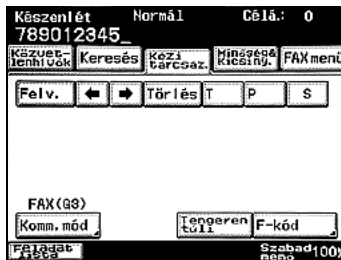 Készenlét Normál Célá.: 0
789012345_
Közvet-lenhívók Keresés Kézi tárcsáz. Minőség& Kicsiny. FAX menü
Felv. ← → Törlés T P S
FAX(G3)
Komm.mód Tengeren túli F-kód
Feladat lista Szabad memó 100%